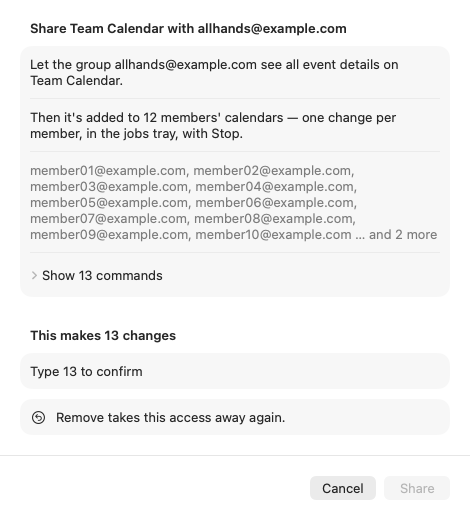 Share Team Calendar with allhands@example.com
Let the group allhands@example.com see all event details on
Team Calendar.
Then it's added to 12 members' calendars — one change per
member, in the jobs tray, with Stop.
member01@example.com, member02@example.com,
member03@example.com, member04@example.com,
member05@example.com, member06@example.com,
member07@example.com, member08@example.com,
member09@example.com, member10@example.com ... and 2 more
Show 13 commands
This makes 13 changes
Type 13 to confirm
Remove takes this access away again.
Cancel
Share